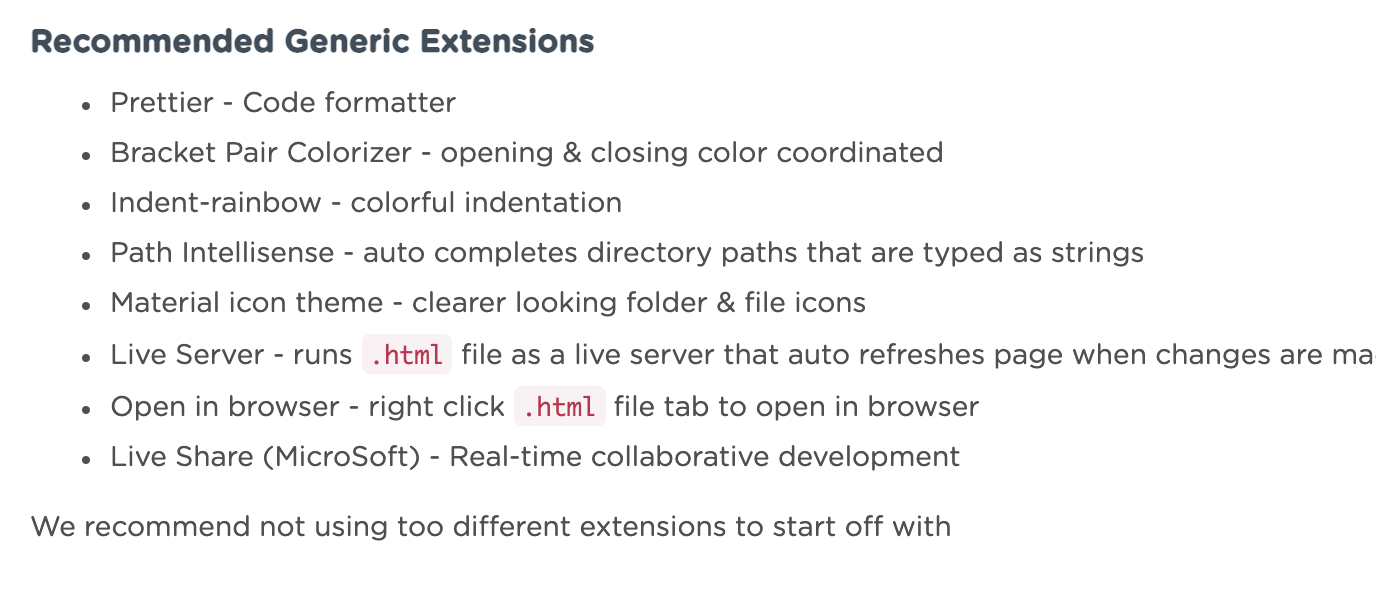 Recommended Generic Extensions
• Prettier - Code formatter
• Bracket Pair Colorizer - opening & closing color coordinated
• Indent-rainbow - colorful indentation
• Path Intellisense - auto completes directory paths that are typed as strings
• Material icon theme - clearer looking folder & file icons
• Live Server - runs .html file as a live server that auto refreshes page when changes are
• Open in browser - right click .html file tab to open in browser
• Live Share (MicroSoft) - Real-time collaborative development
We recommend not using too different extensions to start off with